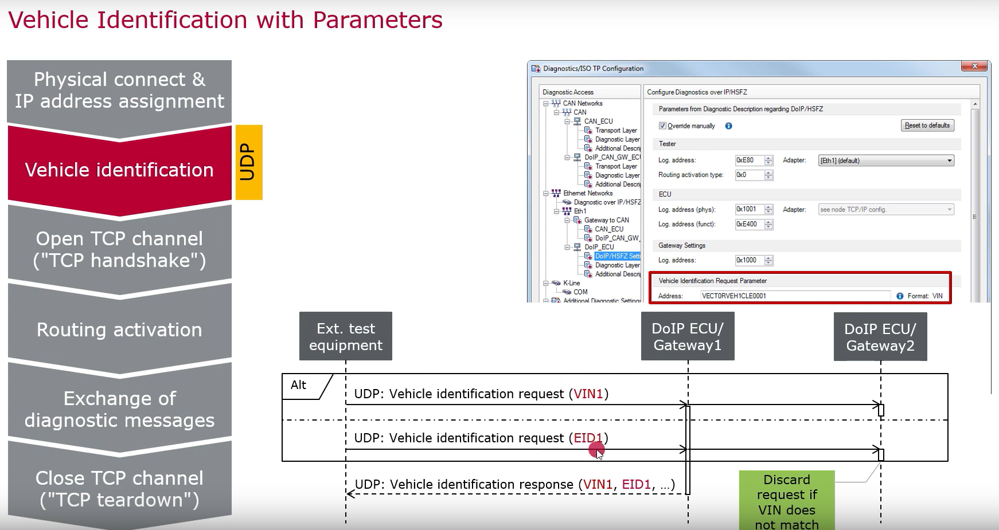 Vehicle Identification with Parameters
Physical connect &
IP address assignment
Vehicle identification
UDP
Open TCP channel
("TCP handshake")
Routing activation
Exchange of
diagnostic messages
Close TCP channel
("TCP teardown")
Diagnostics/ISO TP Configuration
Diagnostic Access
CAN Networks
CAN
CAN_ECU
Transport Layer
Diagnostic Layer
Additional Descri
DoIP_CAN_GW_ECU
Transport Layer
Diagnostic Layer
Additional Descri
Ethernet Networks
Diagnostic over IP/HSFZ
Eth1
Gateway to CAN
CAN_ECU
DoIP_CAN_GW_
DoIP_ECU
DoIP/HSFZ Setti
Diagnostic Layer
Additional Descri
K-Line
COM
Additional Diagnostic Settings
Configure Diagnostics over IP/HSFZ
Parameters from Diagnostic Description regarding DoIP/HSFZ
Override manually
Reset to defaults
Tester
Log. address: 0xE80 Adapter: [Eth1] (default)
Routing activation type: 0x0
ECU
Log. address (phys): 0x1001 Adapter: see node TCP/IP config.
Log. address (funct): 0xE400
Gateway Settings
Log. address: 0x1000
Vehicle Identification Request Parameter
Address: VECT0RVEH1CLE0001 Format: VIN
Ext. test
equipment
DoIP ECU/
Gateway1
DoIP ECU/
Gateway2
Alt
UDP: Vehicle identification request (VIN1)
UDP: Vehicle identification request (EID1)
UDP: Vehicle identification response (VIN1, EID1, …)
Discard
request if
VIN does
not match